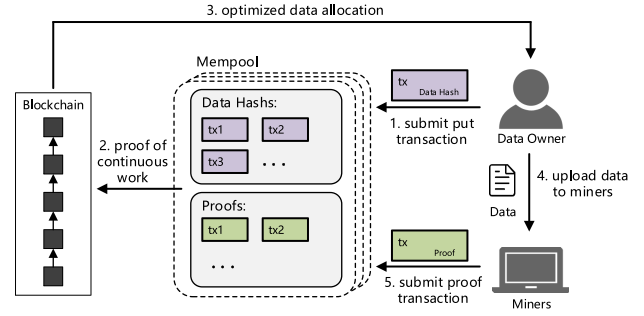 3. optimized data allocation
Mempool
Blockchain
Data Hashs:
tx1
tx2
tx3
...
2. proof of
continuous
work
Proofs:
tx1
tx2
...
tx
Data Hash
1. submit put
transaction
Data Owner
4. upload data
to miners
Data
tx
Proof
5. submit proof
transaction
Miners